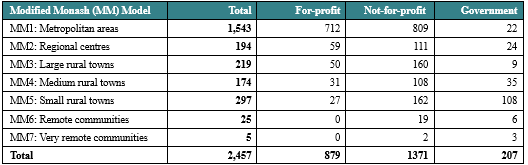 Modified Monash (MM) Model Total For-profit Not-for-profit Government
MM1: Metropolitan areas 1,543 712 809 22
MM2: Regional centres 194 59 111 24
MM3: Large rural towns 219 50 160 9
MM4: Medium rural towns 174 31 108 35
MM5: Small rural towns 297 27 162 108
MM6: Remote communities 25 0 19 6
MM7: Very remote communities 5 0 2 3
Total 2,457 879 1371 207